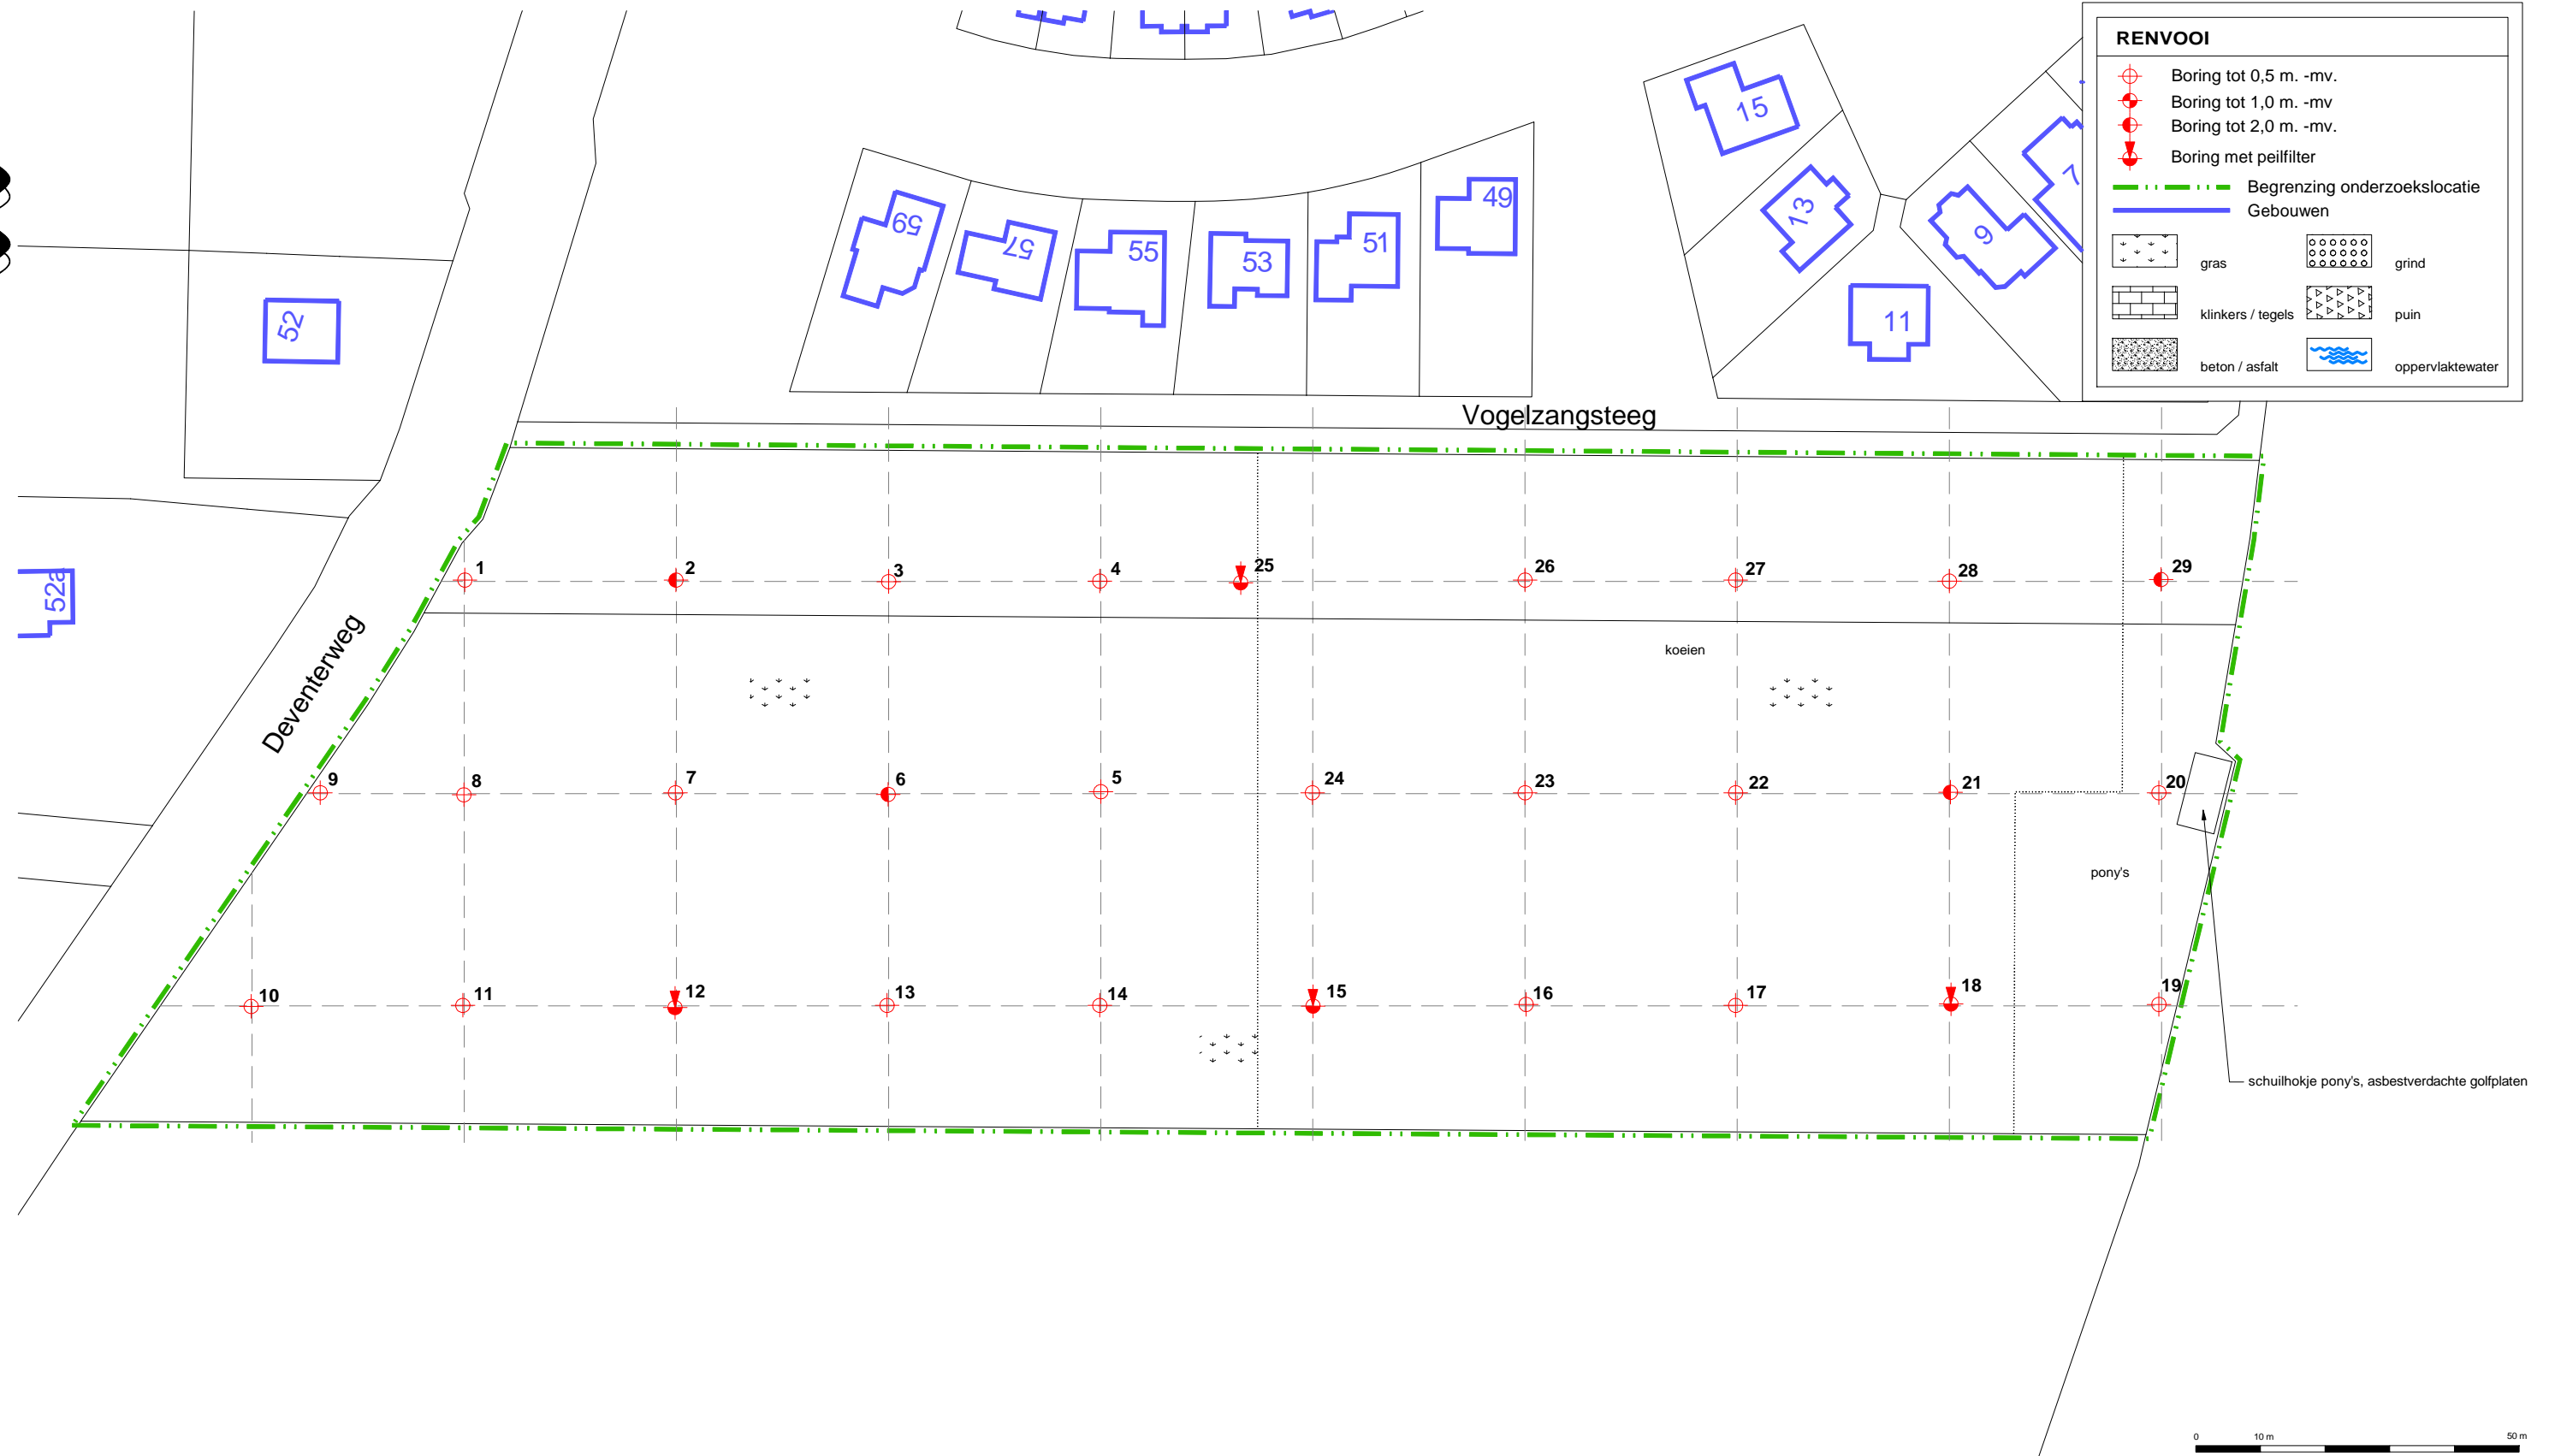 RENVOOI
Boring tot 0,5 m. -mv.
Boring tot 1,0 m. -mv
Boring tot 2,0 m. -mv.
Boring met peilfilter
Begrenzing onderzoekslocatie
Gebouwen
gras
grind
klinkers / tegels
puin
beton / asfalt
oppervlaktewater
15
13
11
9
7
59
57
55
53
51
49
52
52a
Vogelzangsteeg
Deventerweg
1
2
3
4
25
26
27
28
29
koeien
9
8
7
6
5
24
23
22
21
20
pony's
10
11
12
13
14
15
16
17
18
19
schuilhokje pony's, asbestverdachte golfplaten
0 10 m 50 m